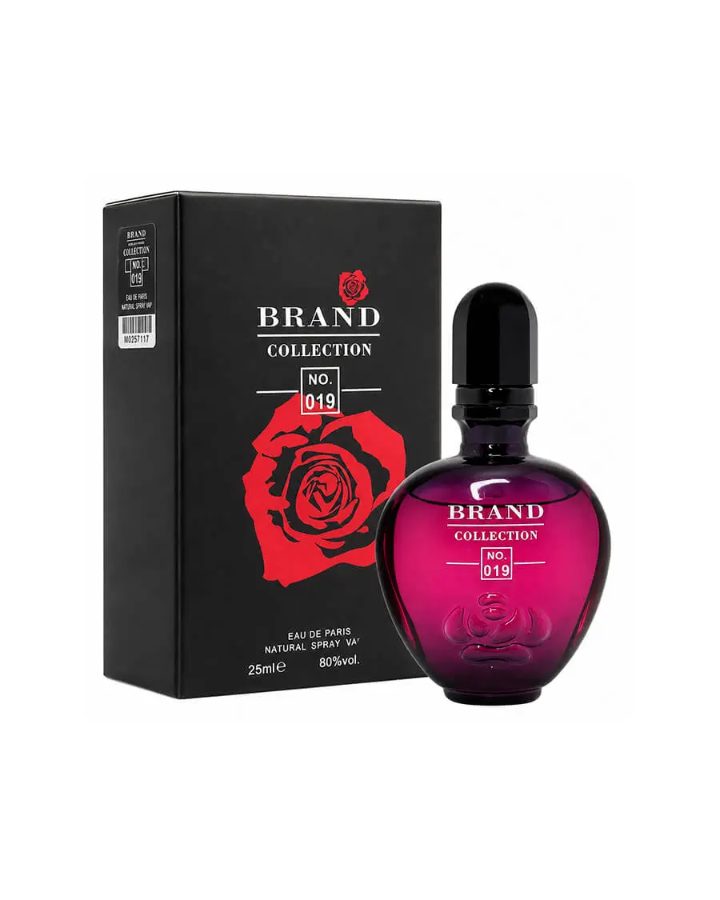 BRAND
COLLECTION
NO.
019
EAU DE PARIS
NATURAL SPRAY VAP
M0257117
BRAND
COLLECTION
NO.
019
EAU DE PARIS
NATURAL SPRAY VA
25ml℮ 80%vol.
BRAND
COLLECTION
NO.
019